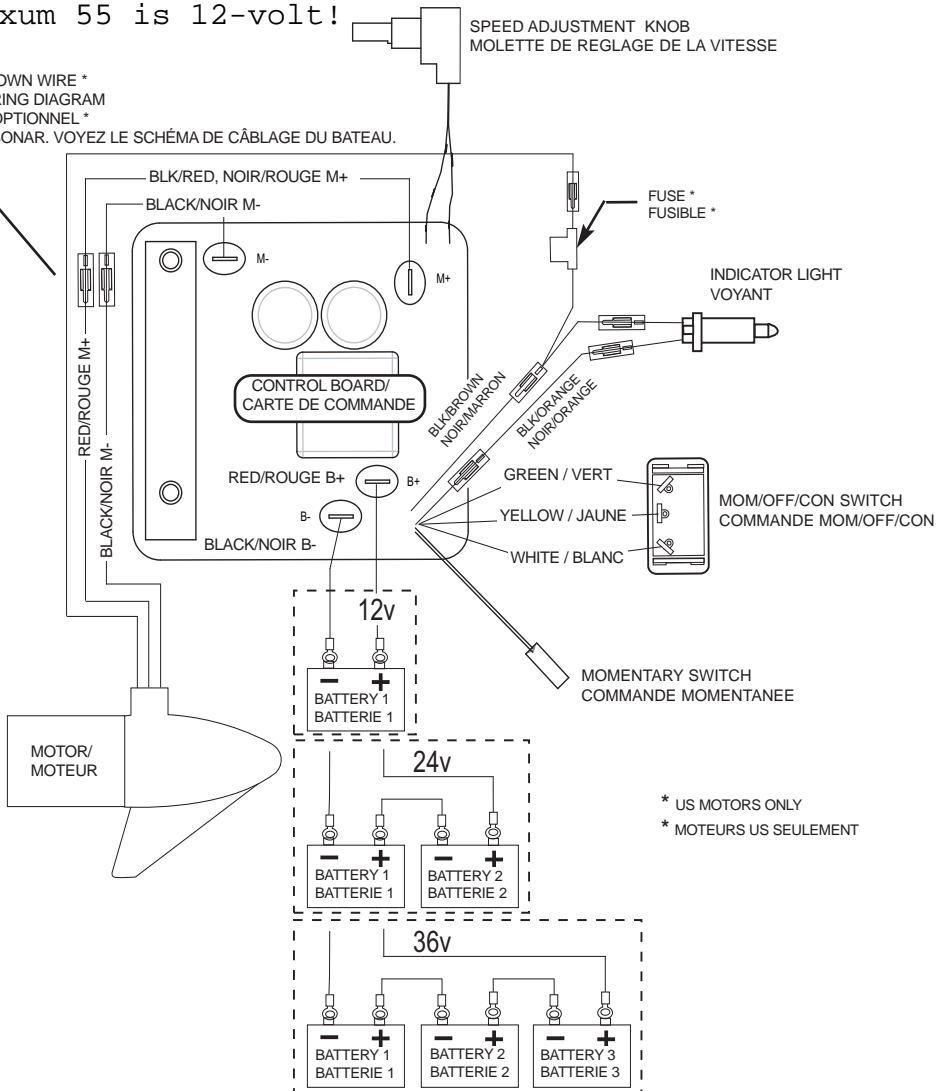 xum 55 is 12-volt!
SPEED ADJUSTMENT KNOB
MOLETTE DE REGLAGE DE LA VITESSE
OWN WIRE *
RING DIAGRAM
OPTIONNEL *
SONAR. VOYEZ LE SCHÉMA DE CÂBLAGE DU BATEAU.
BLK/RED, NOIR/ROUGE M+
BLACK/NOIR M-
FUSE *
FUSIBLE *
M-
M+
INDICATOR LIGHT
VOYANT
RED/ROUGE M+
BLACK/NOIR M-
CONTROL BOARD/
CARTE DE COMMANDE
BLK/BROWN
NOIR/MARRON
BLK/ORANGE
NOIR/ORANGE
RED/ROUGE B+
B+
B-
BLACK/NOIR B-
GREEN / VERT
YELLOW / JAUNE
WHITE / BLANC
MOM/OFF/CON SWITCH
COMMANDE MOM/OFF/CON
12v
- +
BATTERY 1
BATTERIE 1
MOMENTARY SWITCH
COMMANDE MOMENTANEE
MOTOR/
MOTEUR
24v
- + - +
BATTERY 1
BATTERIE 1
BATTERY 2
BATTERIE 2
* US MOTORS ONLY
* MOTEURS US SEULEMENT
36v
- + - + - +
BATTERY 1
BATTERIE 1
BATTERY 2
BATTERIE 2
BATTERY 3
BATTERIE 3